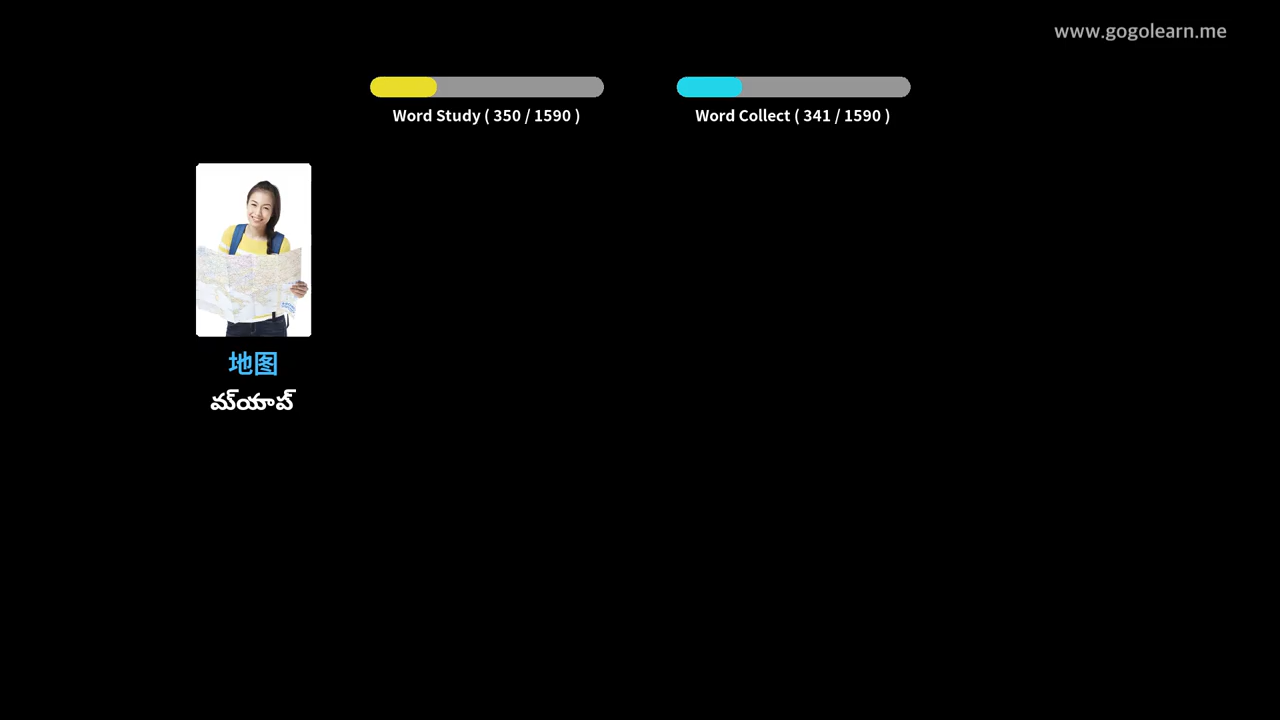 www.gogolearn.me
Word Study ( 350 / 1590 )
Word Collect ( 341 / 1590 )
地图
మ్యాప్